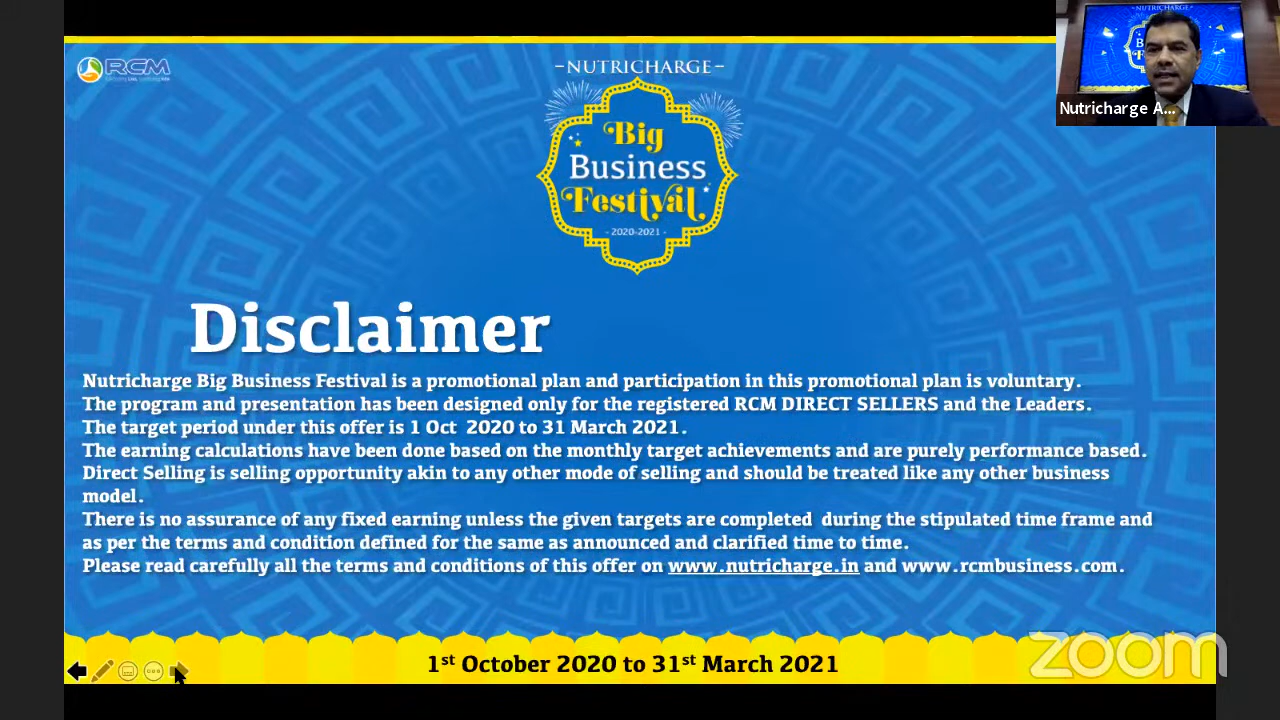 RCM
-NUTRICHARGE-
Big
Business
Festival
- 2020-2021 -
Nutricharge A...
Disclaimer
Nutricharge Big Business Festival is a promotional plan and participation in this promotional plan is voluntary.
The program and presentation has been designed only for the registered RCM DIRECT SELLERS and the Leaders.
The target period under this offer is 1 Oct  2020 to 31 March 2021.
The earning calculations have been done based on the monthly target achievements and are purely performance based.
Direct Selling is selling opportunity akin to any other mode of selling and should be treated like any other business
model.
There is no assurance of any fixed earning unless the given targets are completed  during the stipulated time frame and
as per the terms and condition defined for the same as announced and clarified time to time.
Please read carefully all the terms and conditions of this offer on www.nutricharge.in and www.rcmbusiness.com.
1st October 2020 to 31st March 2021
zoom